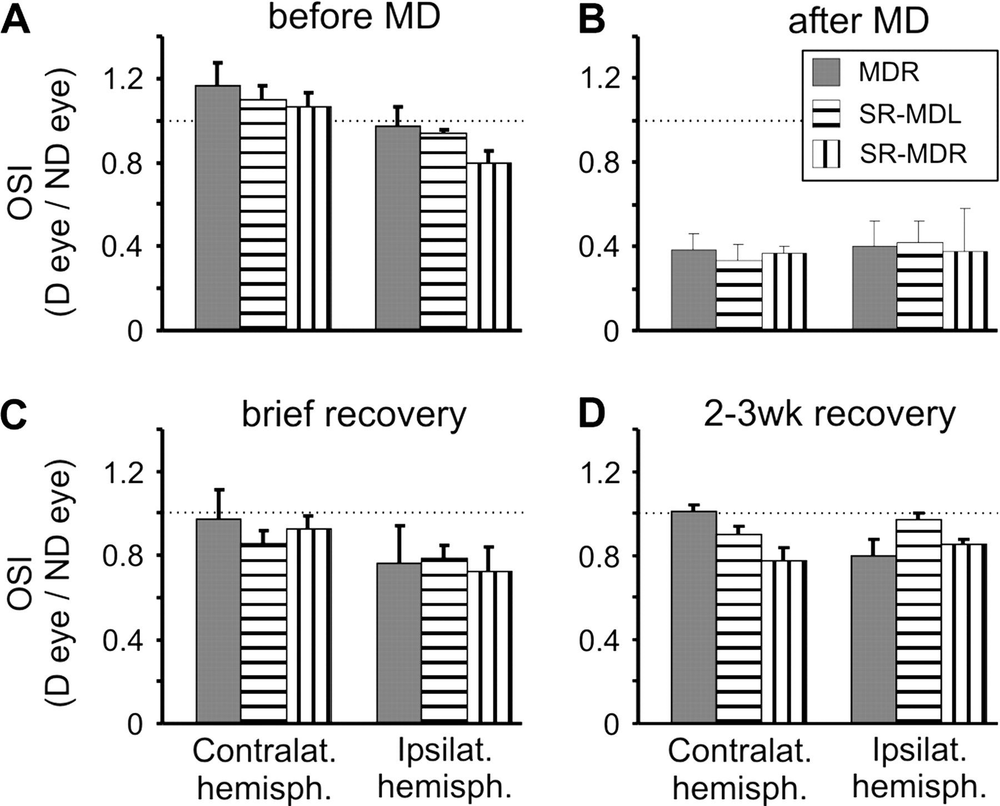 A
before MD
B
after MD
OSI
(D eye / ND eye)
1.2
0.8
0.4
0
1.2
0.8
0.4
0
MDR
SR-MDL
SR-MDR
C
brief recovery
D
2-3wk recovery
OSI
(D eye / ND eye)
1.2
0.8
0.4
0
1.2
0.8
0.4
0
Contralat.
hemisph.
Ipsilat.
hemisph.
Contralat.
hemisph.
Ipsilat.
hemisph.